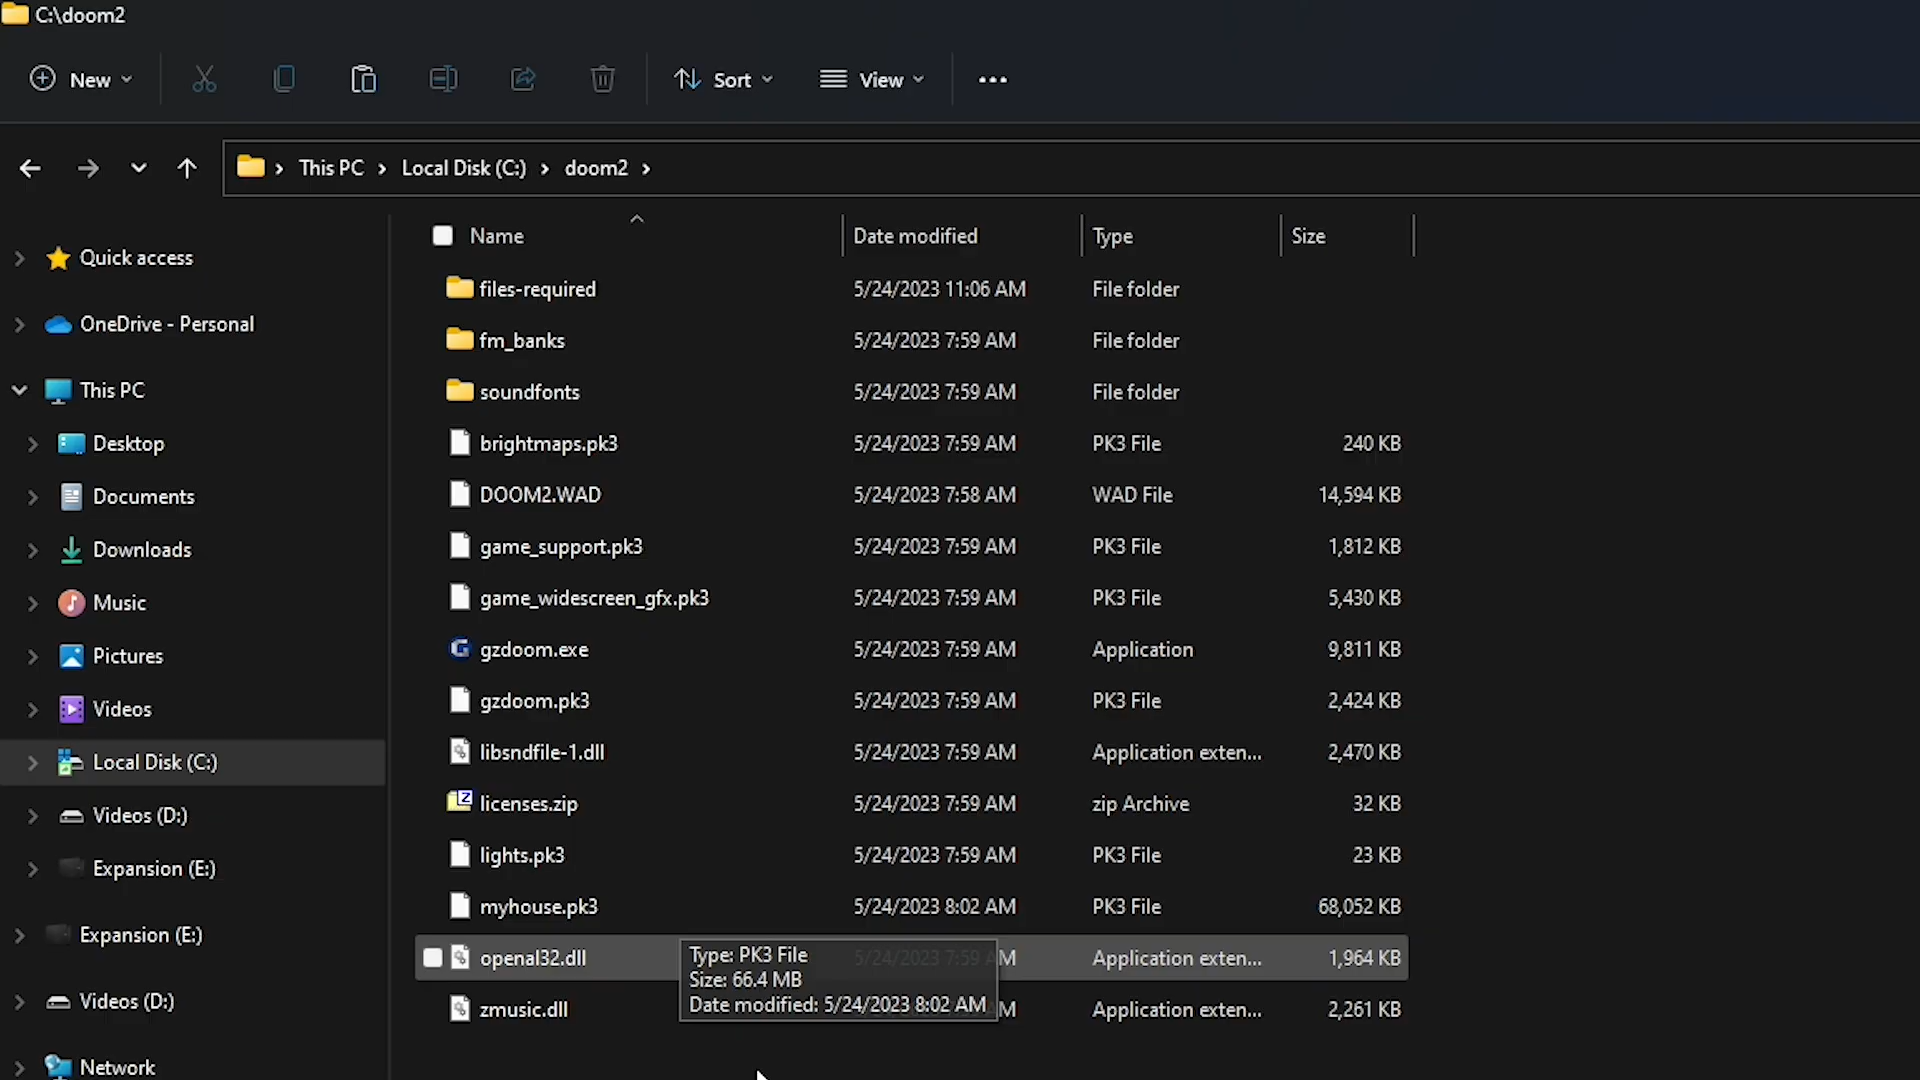 C:\doom2
New
Sort
View
This PC
Local Disk (C:)
doom2
Name
Date modified
Type
Size
Quick access
OneDrive - Personal
This PC
Desktop
Documents
Downloads
Music
Pictures
Videos
Local Disk (C:)
Videos (D:)
Expansion (E:)
Expansion (E:)
Videos (D:)
Network
files-required 5/24/2023 11:06 AM File folder
fm_banks 5/24/2023 7:59 AM File folder
soundfonts 5/24/2023 7:59 AM File folder
brightmaps.pk3 5/24/2023 7:59 AM PK3 File 240 KB
DOOM2.WAD 5/24/2023 7:58 AM WAD File 14,594 KB
game_support.pk3 5/24/2023 7:59 AM PK3 File 1,812 KB
game_widescreen_gfx.pk3 5/24/2023 7:59 AM PK3 File 5,430 KB
gzdoom.exe 5/24/2023 7:59 AM Application 9,811 KB
gzdoom.pk3 5/24/2023 7:59 AM PK3 File 2,424 KB
libsndfile-1.dll 5/24/2023 7:59 AM Application exten... 2,470 KB
licenses.zip 5/24/2023 7:59 AM zip Archive 32 KB
lights.pk3 5/24/2023 7:59 AM PK3 File 23 KB
myhouse.pk3 5/24/2023 8:02 AM PK3 File 68,052 KB
openal32.dll 5/24/2023 7:59 AM Application exten... 1,964 KB
zmusic.dll M Application exten... 2,261 KB
Type: PK3 File
Size: 66.4 MB
Date modified: 5/24/2023 8:02 AM